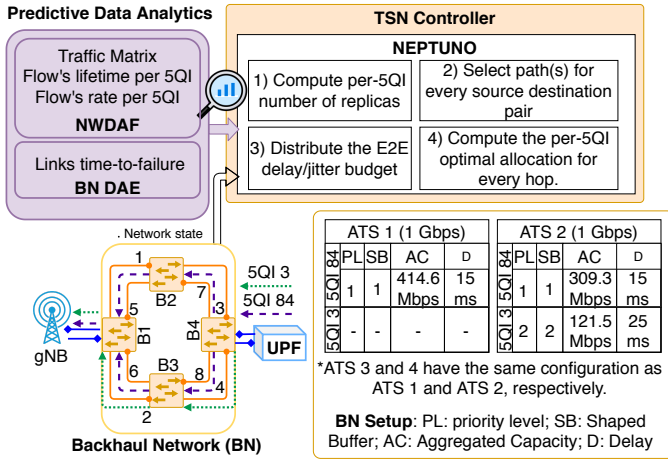 Predictive Data Analytics
Traffic Matrix
Flow's lifetime per 5QI
Flow's rate per 5QI
NWDAF
Links time-to-failure
BN DAE
TSN Controller
NEPTUNO
1) Compute per-5QI
number of replicas
2) Select path(s) for
every source destination
pair
3) Distribute the E2E
delay/jitter budget
4) Compute the per-5QI
optimal allocation for
every hop.
. Network state
1
B2
7
5
3
5QI 3
5QI 84
gNB
B1
B4
UPF
6
B3
8
2
4
Backhaul Network (BN)
ATS 1 (1 Gbps)
PL SB AC D
5QI 84
1 1 414.6 Mbps 15 ms
5QI 3
- - - -
ATS 2 (1 Gbps)
PL SB AC D
5QI 84
1 1 309.3 Mbps 15 ms
5QI 3
2 2 121.5 Mbps 25 ms
*ATS 3 and 4 have the same configuration as
ATS 1 and ATS 2, respectively.
BN Setup: PL: priority level; SB: Shaped
Buffer; AC: Aggregated Capacity; D: Delay